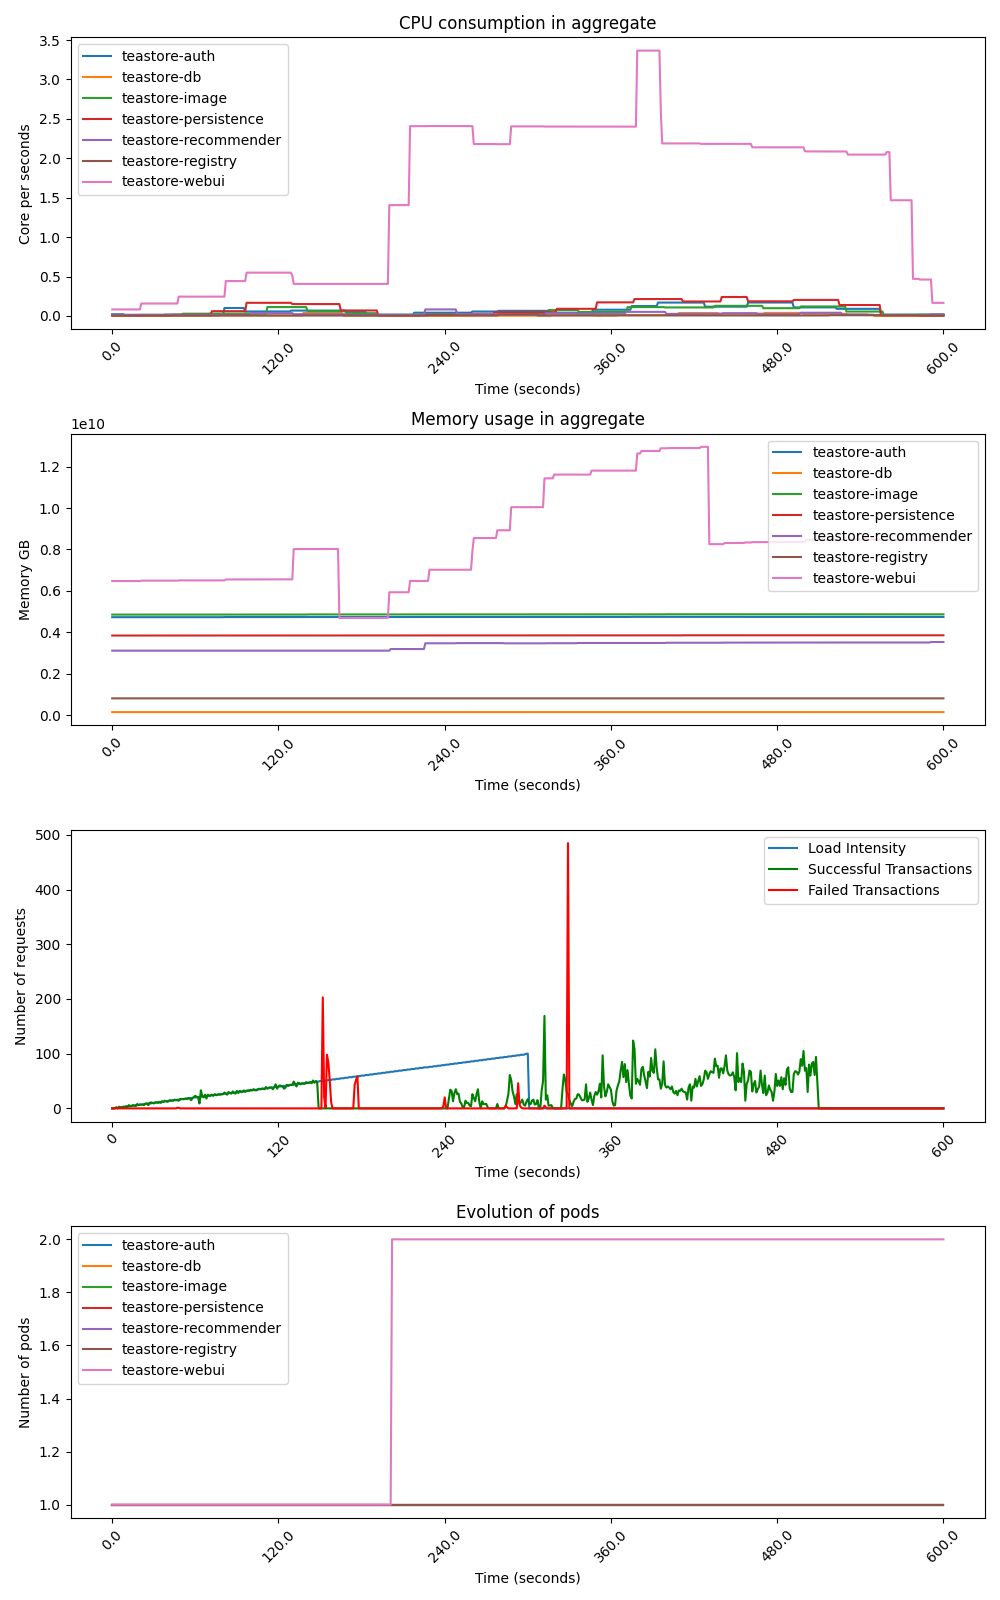 CPU consumption in aggregate
3.5
3.0
2.5
2.0
1.5
1.0
0.5
0.0
Core per seconds
teastore-auth
teastore-db
teastore-image
teastore-persistence
teastore-recommender
teastore-registry
teastore-webui
0.0
120.0
240.0
360.0
480.0
600.0
Time (seconds)
Memory usage in aggregate
1e10
1.2
1.0
0.8
0.6
0.4
0.2
0.0
Memory GB
teastore-auth
teastore-db
teastore-image
teastore-persistence
teastore-recommender
teastore-registry
teastore-webui
0.0
120.0
240.0
360.0
480.0
600.0
Time (seconds)
500
400
300
200
100
0
Number of requests
Load Intensity
Successful Transactions
Failed Transactions
0
120
240
360
480
600
Time (seconds)
Evolution of pods
2.0
1.8
1.6
1.4
1.2
1.0
Number of pods
teastore-auth
teastore-db
teastore-image
teastore-persistence
teastore-recommender
teastore-registry
teastore-webui
0.0
120.0
240.0
360.0
480.0
600.0
Time (seconds)